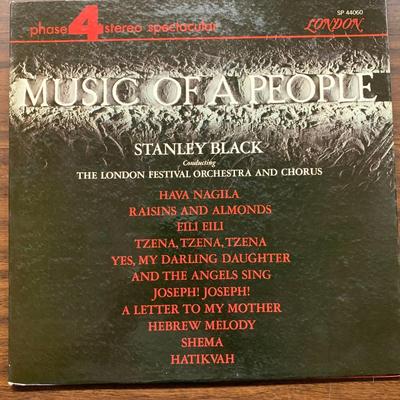 phase 4 stereo spectacular
SP 44060
LONDON
MUSIC OF A PEOPLE
STANLEY BLACK
Conducting
THE LONDON FESTIVAL ORCHESTRA AND CHORUS
HAVA NAGILA
RAISINS AND ALMONDS
EILI EILI
TZENA, TZENA, TZENA
YES, MY DARLING DAUGHTER
AND THE ANGELS SING
JOSEPH! JOSEPH!
A LETTER TO MY MOTHER
HEBREW MELODY
SHEMA
HATIKVAH